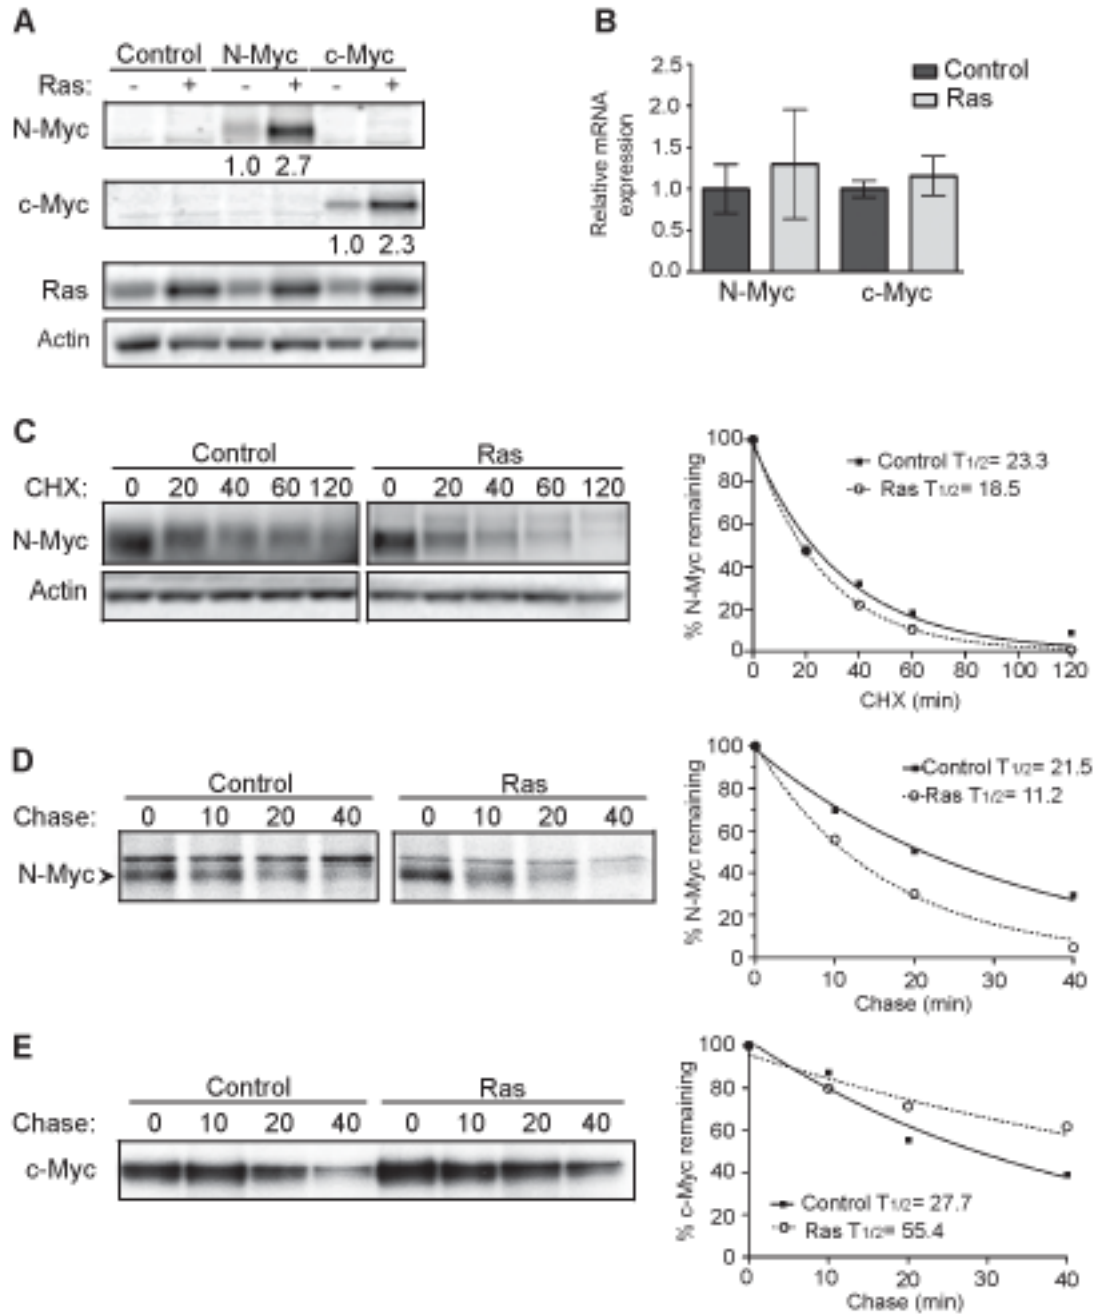 A
Control N-Myc c-Myc
Ras: - + - + - +
N-Myc
1.0 2.7
c-Myc
1.0 2.3
Ras
Actin
B
Relative mRNA
expression
2.5
2.0
1.5
1.0
0.5
0.0
Control
Ras
N-Myc c-Myc
C
Control Ras
CHX: 0 20 40 60 120 0 20 40 60 120
N-Myc
Actin
% N-Myc remaining
100
80
60
40
20
0
Control T1/2= 23.3
Ras T1/2= 18.5
0 20 40 60 80 100 120
CHX (min)
D
Control Ras
Chase: 0 10 20 40 0 10 20 40
N-Myc
% N-Myc remaining
100
80
60
40
20
0
Control T1/2= 21.5
Ras T1/2= 11.2
0 10 20 30 40
Chase (min)
E
Control Ras
Chase: 0 10 20 40 0 10 20 40
c-Myc
% c-Myc remaining
100
80
60
40
20
0
Control T1/2= 27.7
Ras T1/2= 55.4
0 10 20 30 40
Chase (min)